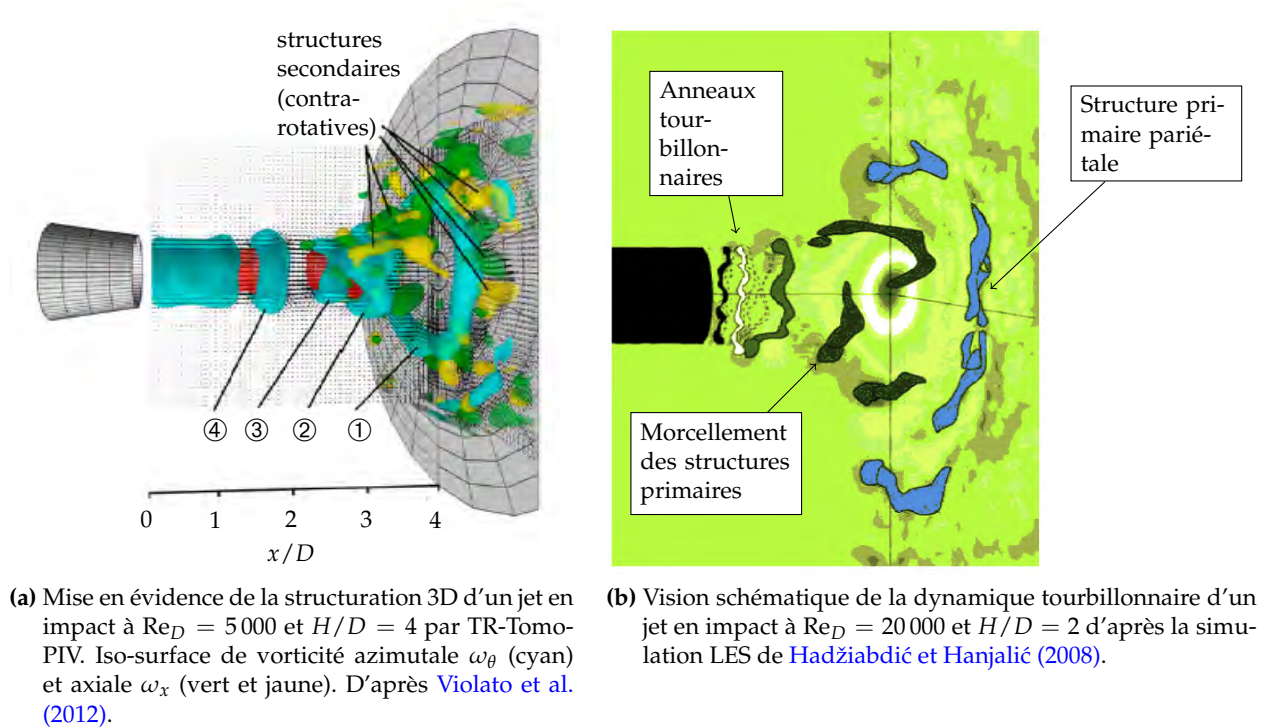 structures
secondaires
(contra-
rotatives)
④ ③ ② ①
0 1 2 3 4
x/D
Anneaux
tour-
billon-
naires
Structure pri-
maire parié-
tale
Morcellement
des structures
primaires
(a) Mise en évidence de la structuration 3D d'un jet en
impact à Re_D = 5 000 et H/D = 4 par TR-Tomo-
PIV. Iso-surface de vorticité azimutale ω_θ (cyan)
et axiale ω_x (vert et jaune). D'après Violato et al.
(2012).
(b) Vision schématique de la dynamique tourbillonnaire d'un
jet en impact à Re_D = 20 000 et H/D = 2 d'après la simu-
lation LES de Hadžiabdić et Hanjalić (2008).